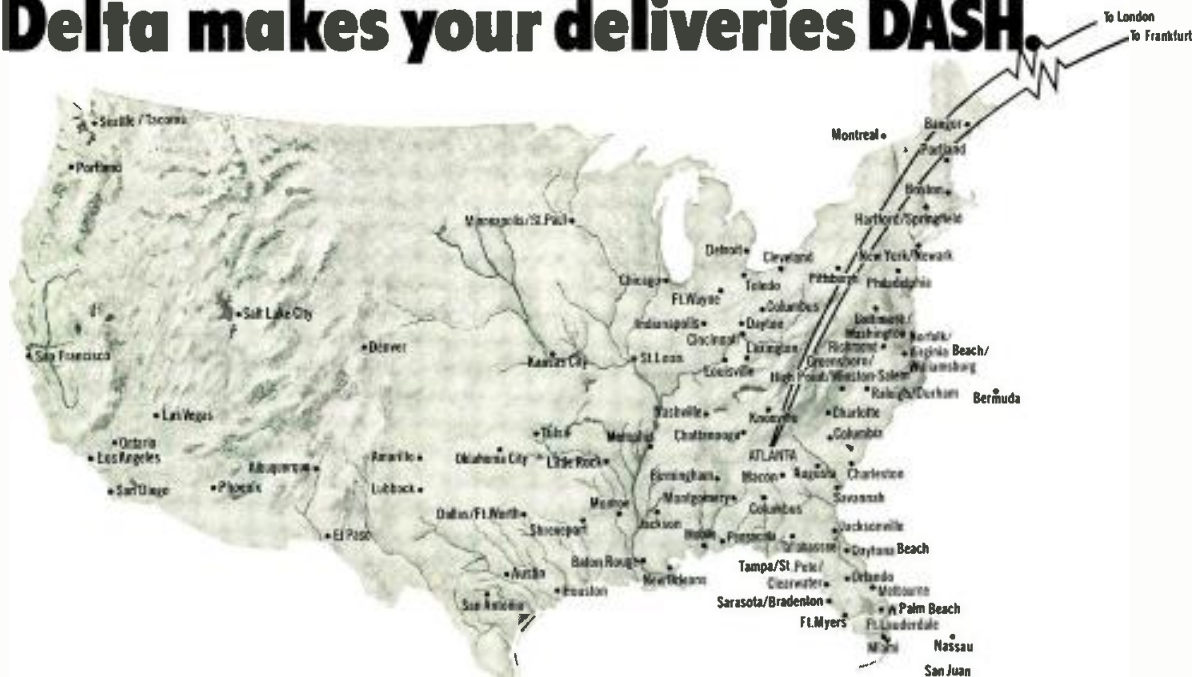 Delta makes your deliveries DASH.
To London
To Frankfurt
Seattle / Tacoma
Bangor
Montreal
Portland
Portland
Boston
Minneapolis/St.Paul
Hartford/Springfield
Detroit
Cleveland
New York/Newark
Chicago
Toledo
Pittsburgh
Philadelphia
Ft.Wayne
Columbus
Salt Lake City
Indianapolis
Dayton
Baltimore/
Washington
Cincinnati
Norfolk/
Denver
Lexington
Richmond
Virginia Beach/
San Francisco
Kansas City
St.Louis
Greensboro/
Williamsburg
Louisville
High Point/Winston-Salem
Raleigh/Durham
Bermuda
Las Vegas
Nashville
Knoxville
Charlotte
Tulsa
Memphis
Chattanooga
Columbia
Ontario
Los Angeles
Amarillo
Oklahoma City
Little Rock
ATLANTA
Albuquerque
Birmingham
Macon
Augusta
Charleston
San Diego
Phoenix
Lubbock
Monroe
Montgomery
Savannah
Columbus
Dallas/Ft.Worth
Shreveport
Jackson
Jacksonville
El Paso
Mobile
Pensacola
Tallahassee
Daytona Beach
Baton Rouge
Tampa/St.Pete/
Austin
New Orleans
Clearwater
Orlando
Houston
Melbourne
San Antonio
Sarasota/Bradenton
W Palm Beach
Ft.Myers
Ft.Lauderdale
Miami
Nassau
San Juan